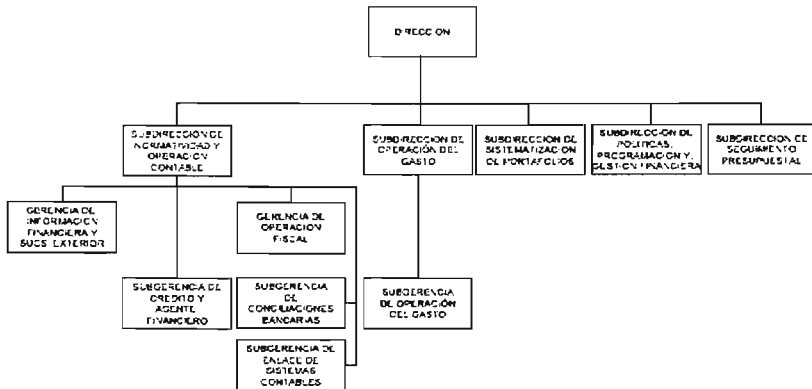 DIRECCION
SUBDIRECCION DE
NORMATIVIDAD Y
OPERACIÓN
CONTABLE
SUBDIRECCION DE
OPERACIÓN DEL
GASTO
SUBDIRECCION DE
SISTEMATIZACION
DE PORTAFOLIOS
SUBDIRECCION DE
POLITICAS,
PROGRAMACION Y
GESTION FINANCIERA
SUBDIRECCION DE
SEGUIMIENTO
PRESUPUESTAL
GERENCIA DE
INFORMACION
FINANCIERA Y
SUCS. EXTERIOR
GERENCIA DE
OPERACION
FISCAL
SUBGERENCIA DE
CREDITO Y
AGENTE
FINANCIERO
SUBGERENCIA
DE
CONCILIACIONES
BANCARIAS
SUBGERENCIA
DE OPERACIÓN
DEL GASTO
SUBGERENCIA DE
ENLACE DE
SISTEMAS
CONTABLES